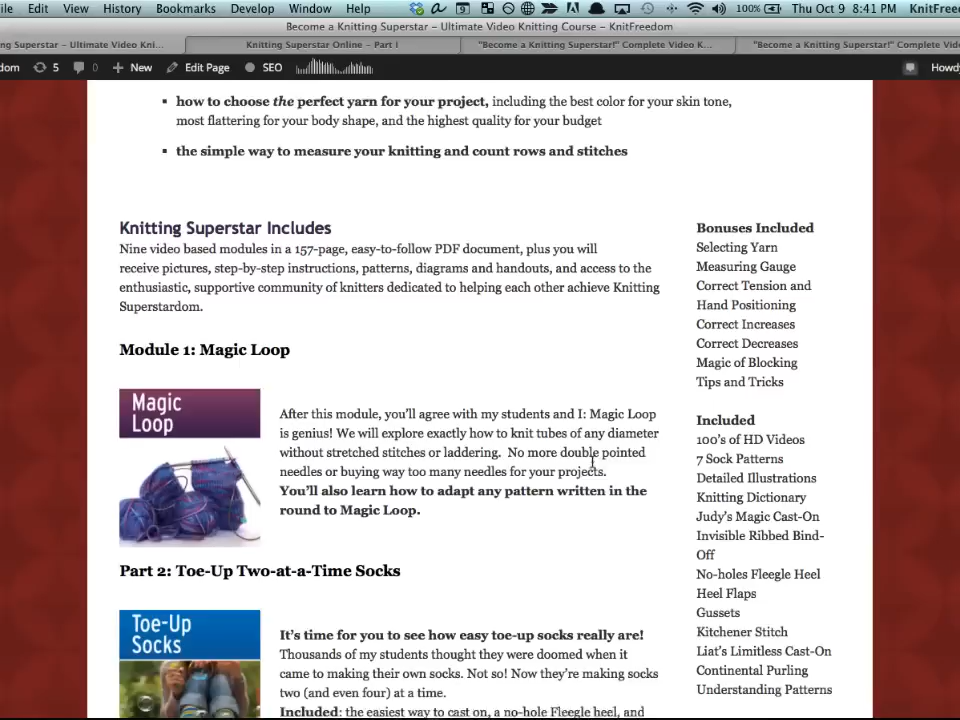 ile Edit View History Bookmarks Develop Window Help 100% Thu Oct 9 8:41 PM KnitFreed
Become a Knitting Superstar – Ultimate Video Knitting Course – KnitFreedom
ng Superstar – Ultimate Video Kni...
Knitting Superstar Online – Part I
"Become a Knitting Superstar!" Complete Video K...
"Become a Knitting Superstar!" Complete Video
dom 5 0 New Edit Page SEO Howdy
▪ how to choose the perfect yarn for your project, including the best color for your skin tone,
most flattering for your body shape, and the highest quality for your budget
▪ the simple way to measure your knitting and count rows and stitches
Knitting Superstar Includes
Nine video based modules in a 157-page, easy-to-follow PDF document, plus you will
receive pictures, step-by-step instructions, patterns, diagrams and handouts, and access to the
enthusiastic, supportive community of knitters dedicated to helping each other achieve Knitting
Superstardom.
Module 1: Magic Loop
Magic
Loop
After this module, you'll agree with my students and I: Magic Loop
is genius! We will explore exactly how to knit tubes of any diameter
without stretched stitches or laddering. No more double pointed
needles or buying way too many needles for your projects.
You'll also learn how to adapt any pattern written in the
round to Magic Loop.
Part 2: Toe-Up Two-at-a-Time Socks
Toe-Up
Socks
It's time for you to see how easy toe-up socks really are!
Thousands of my students thought they were doomed when it
came to making their own socks. Not so! Now they're making socks
two (and even four) at a time.
Included: the easiest way to cast on, a no-hole Fleegle heel, and
Bonuses Included
Selecting Yarn
Measuring Gauge
Correct Tension and
Hand Positioning
Correct Increases
Correct Decreases
Magic of Blocking
Tips and Tricks
Included
100's of HD Videos
7 Sock Patterns
Detailed Illustrations
Knitting Dictionary
Judy's Magic Cast-On
Invisible Ribbed Bind-
Off
No-holes Fleegle Heel
Heel Flaps
Gussets
Kitchener Stitch
Liat's Limitless Cast-On
Continental Purling
Understanding Patterns